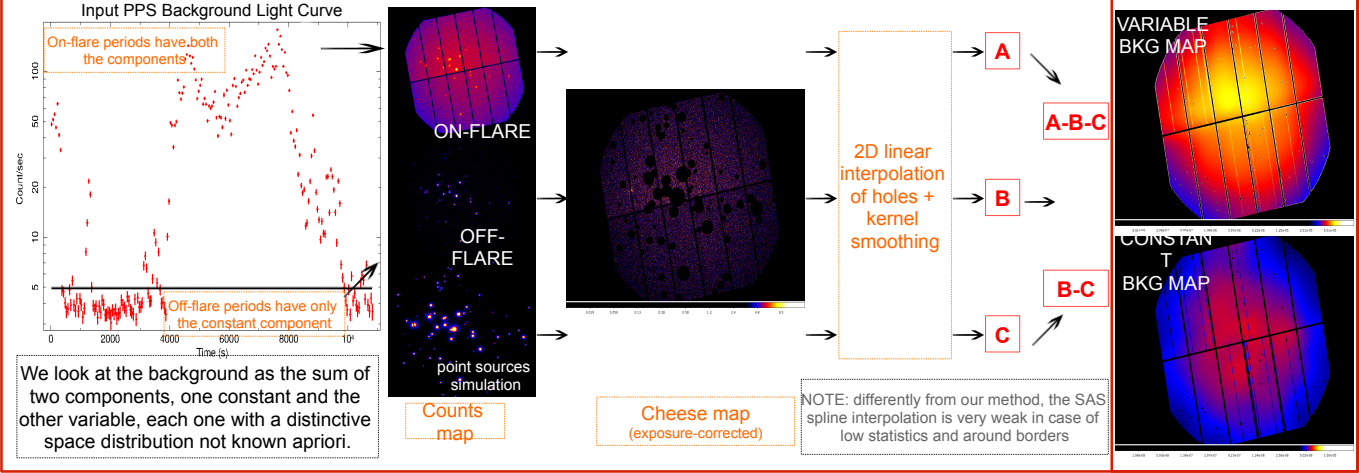 Input PPS Background Light Curve
On-flare periods have both
the components
Count/sec
100
50
20
10
5
Off-flare periods have only
the constant component
0
2000
4000
6000
8000
10⁴
Time (s)
We look at the background as the sum of
two components, one constant and the
other variable, each one with a distinctive
space distribution not known apriori.
ON-FLARE
OFF-
FLARE
point sources
simulation
Counts
map
Cheese map
(exposure-corrected)
2D linear
interpolation
of holes +
kernel
smoothing
A
B
C
A-B-C
B-C
NOTE: differently from our method, the SAS
spline interpolation is very weak in case of
low statistics and around borders
VARIABLE
BKG MAP
CONSTAN
T
BKG MAP